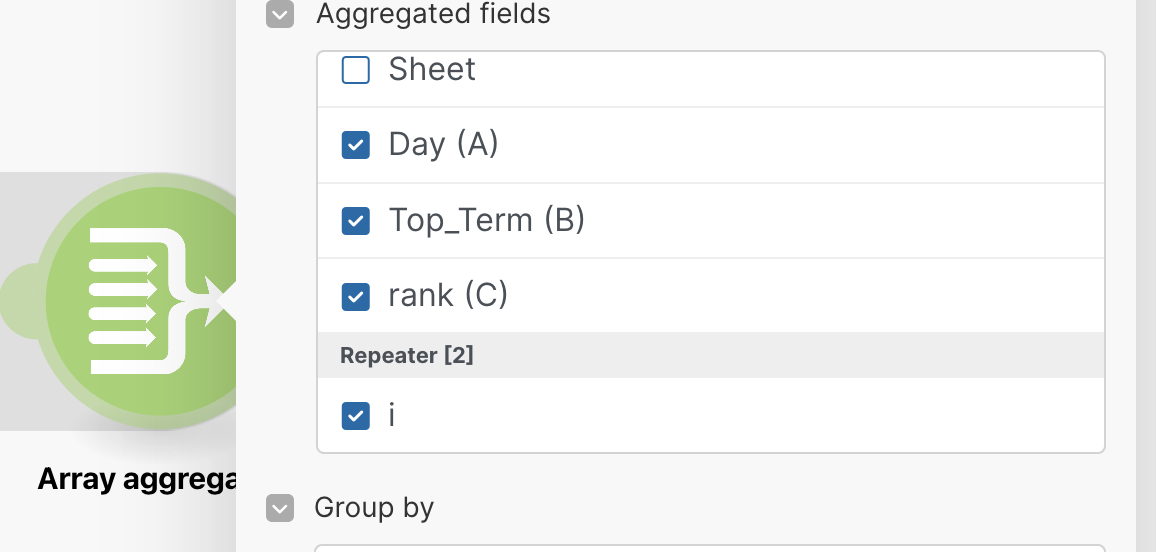 Aggregated fields
Sheet
Day (A)
Top_Term (B)
rank (C)
Repeater [2]
i
Array aggrega
Group by